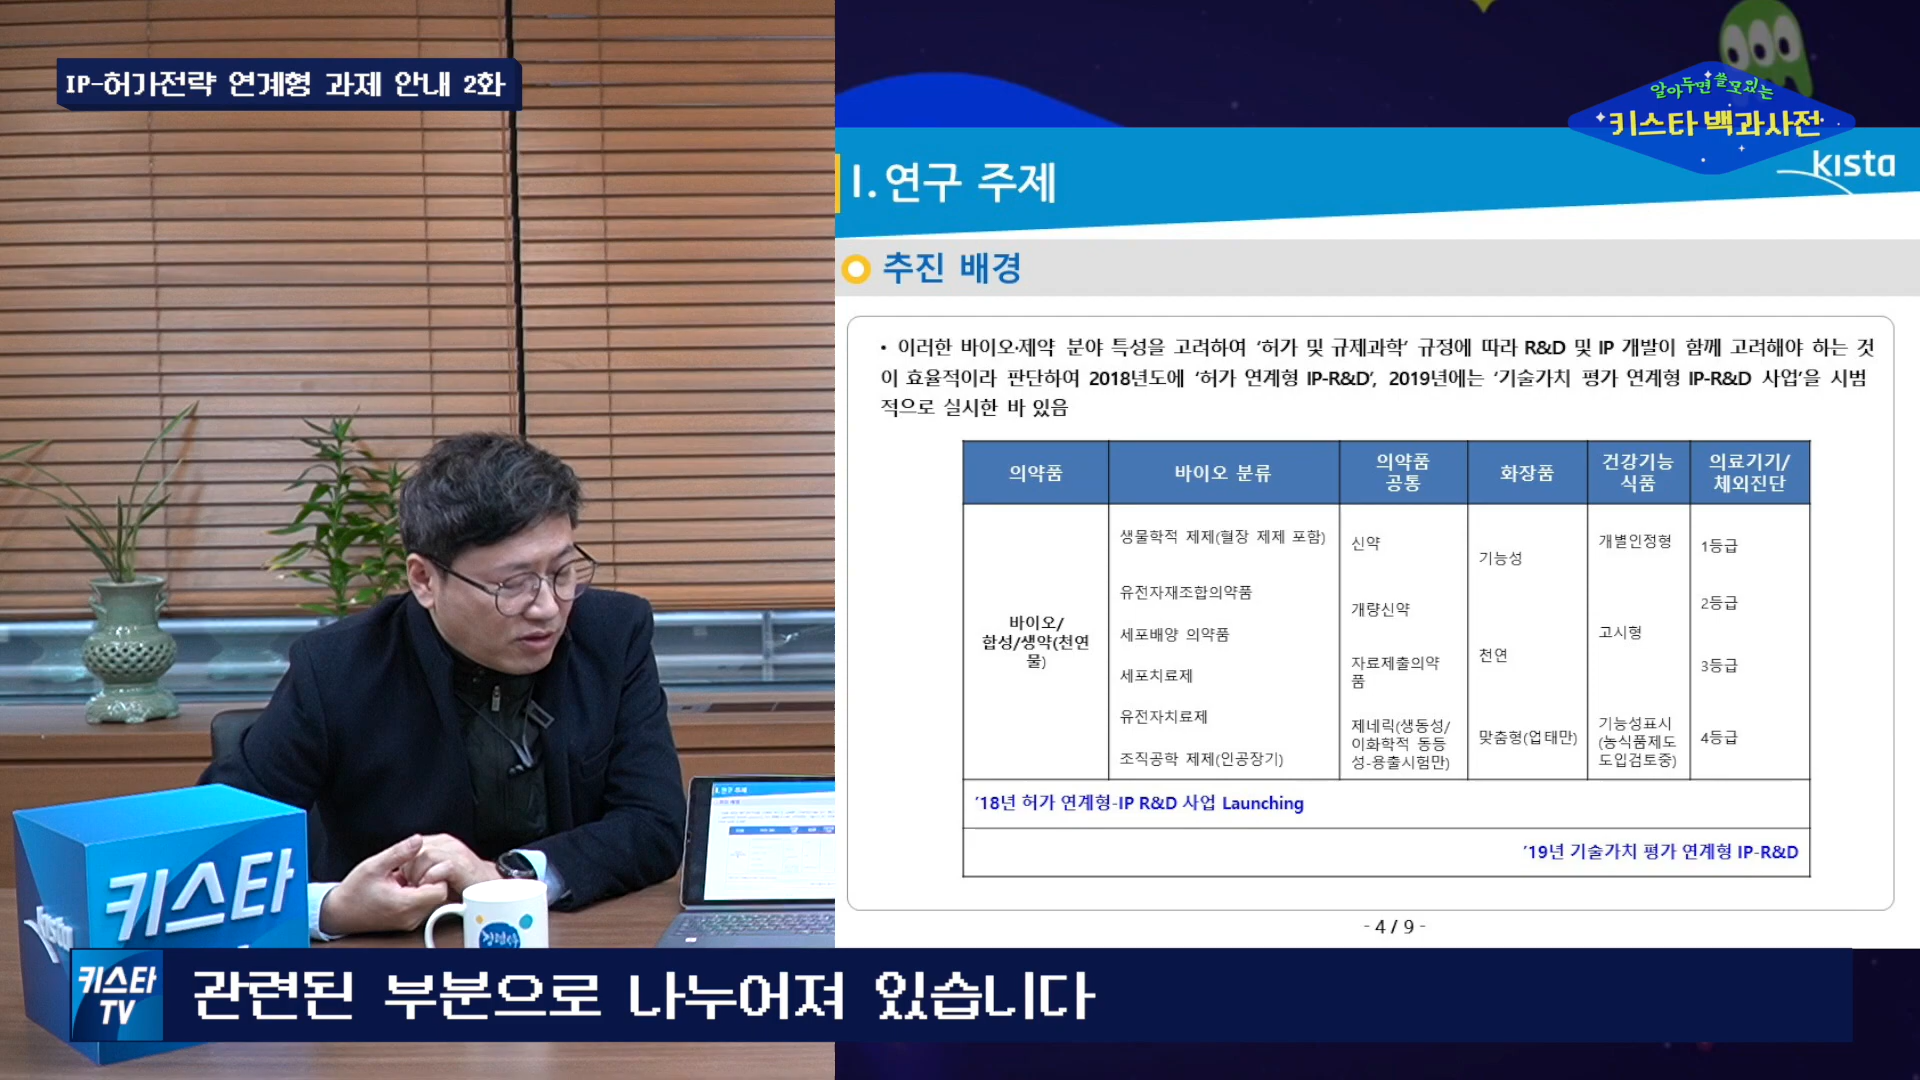 IP-허가전략 연계형 과제 안내 2화
알아두면 쓸모있는
키스타 백과사전
kısta
I. 연구 주제
추진 배경
• 이러한 바이오·제약 분야 특성을 고려하여 ‘허가 및 규제과학’ 규정에 따라 R&D 및 IP 개발이 함께 고려해야 하는 것
이 효율적이라 판단하여 2018년도에 ‘허가 연계형 IP-R&D’, 2019년에는 ‘기술가치 평가 연계형 IP-R&D 사업’을 시범
적으로 실시한 바 있음
의약품
바이오 분류
의약품
공통
화장품
건강기능
식품
의료기기/
체외진단
바이오/
합성/생약(천연
물)
생물학적 제제(혈장 제제 포함)
유전자재조합의약품
세포배양 의약품
세포치료제
유전자치료제
조직공학 제제(인공장기)
신약
개량신약
자료제출의약
품
제네릭(생동성/
이화학적 동등
성-용출시험만)
기능성
천연
맞춤형(업태만)
개별인정형
고시형
기능성표시
(농식품제도
도입검토중)
1등급
2등급
3등급
4등급
’18년 허가 연계형-IP R&D 사업 Launching
’19년 기술가치 평가 연계형 IP-R&D
- 4 / 9 -
키스타
kısta
키스타
TV
관련된 부분으로 나누어져 있습니다